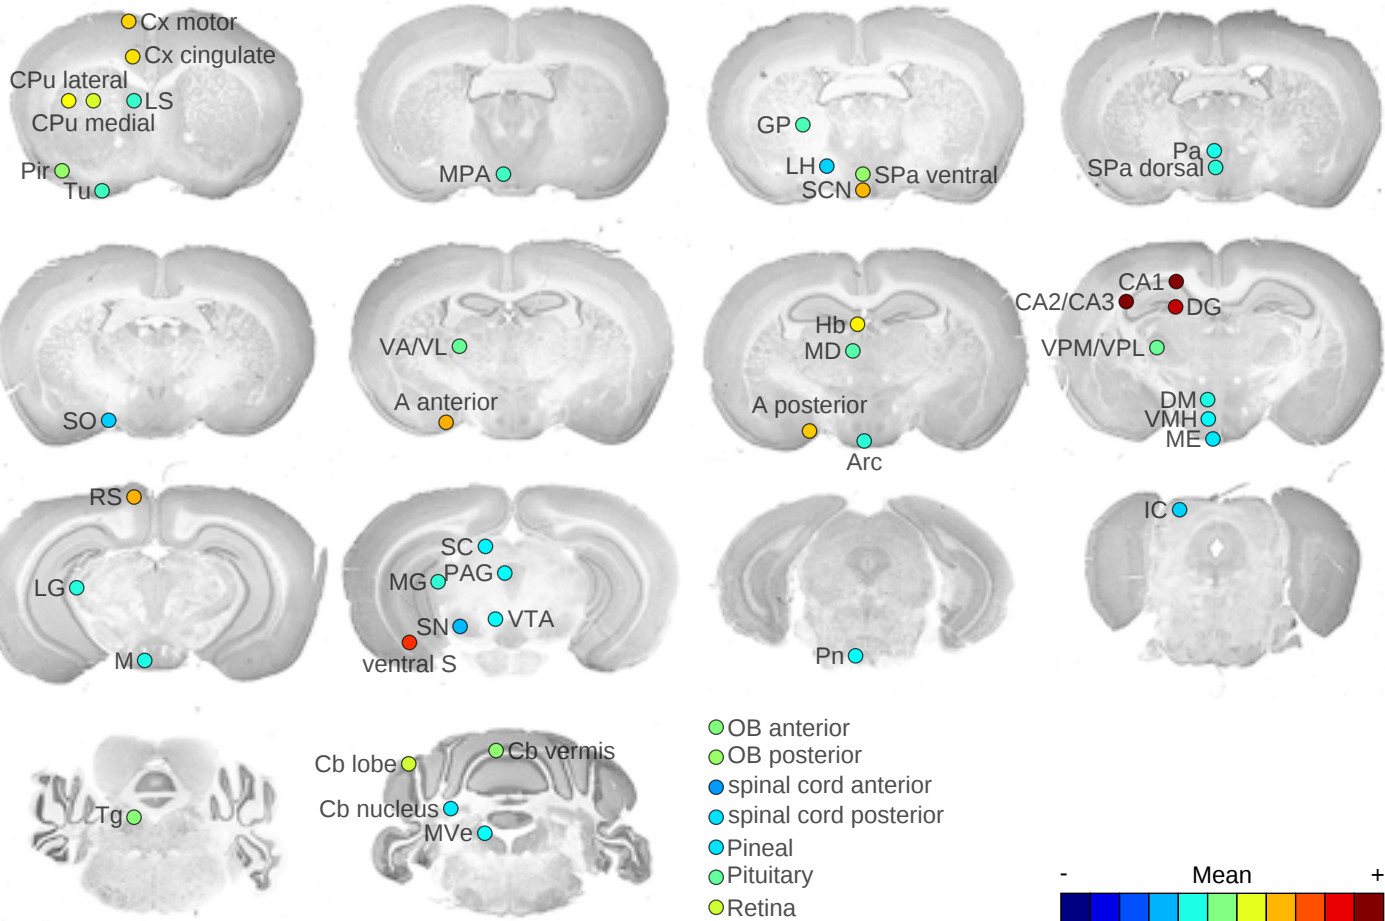 Cx motor
Cx cingulate
CPu lateral
LS
CPu medial
Pir
Tu
MPA
GP
LH
SPa ventral
SCN
Pa
SPa dorsal
SO
VA/VL
A anterior
Hb
MD
A posterior
Arc
CA1
CA2/CA3
DG
VPM/VPL
DM
VMH
ME
RS
LG
M
SC
PAG
MG
VTA
SN
ventral S
Pn
IC
Tg
Cb lobe
Cb vermis
Cb nucleus
MVe
OB anterior
OB posterior
spinal cord anterior
spinal cord posterior
Pineal
Pituitary
Retina
- Mean +